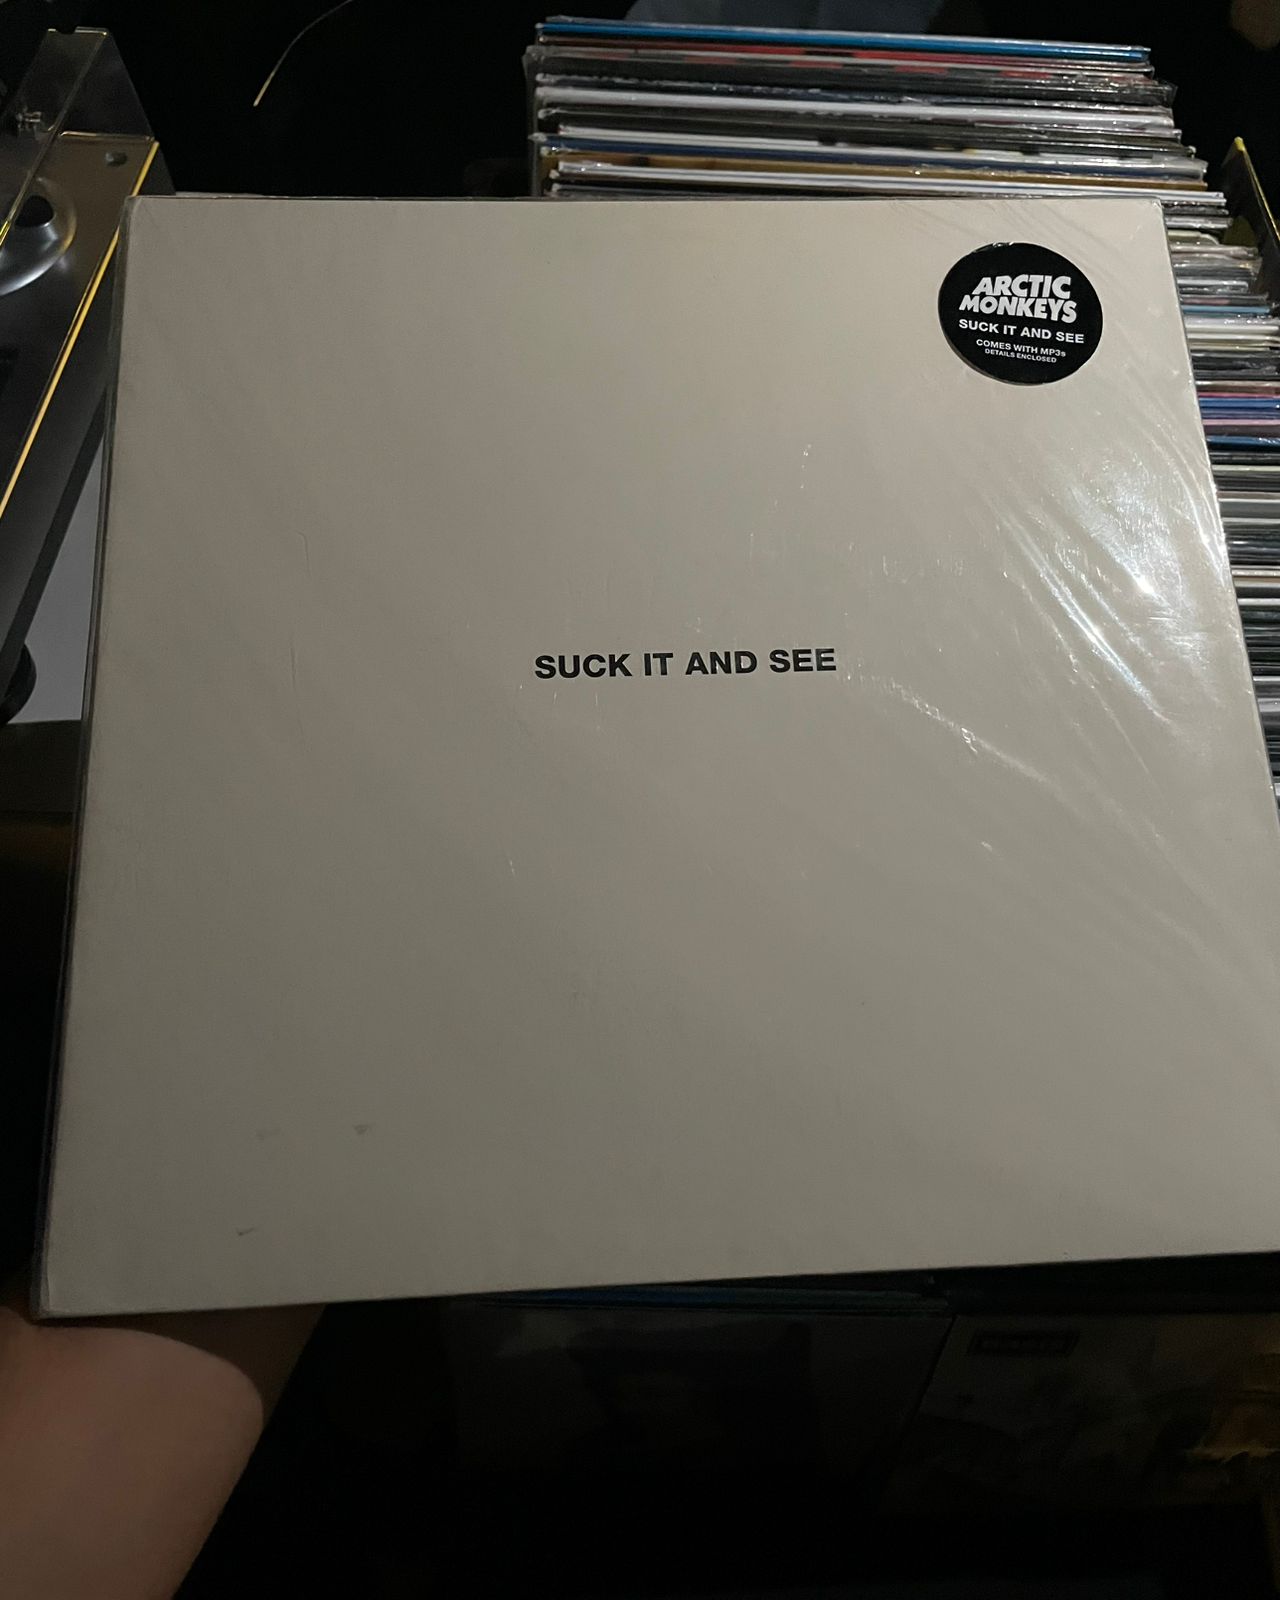 ARCTIC
MONKEYS
SUCK IT AND SEE
COMES WITH MP3s
DETAILS ENCLOSED
SUCK IT AND SEE